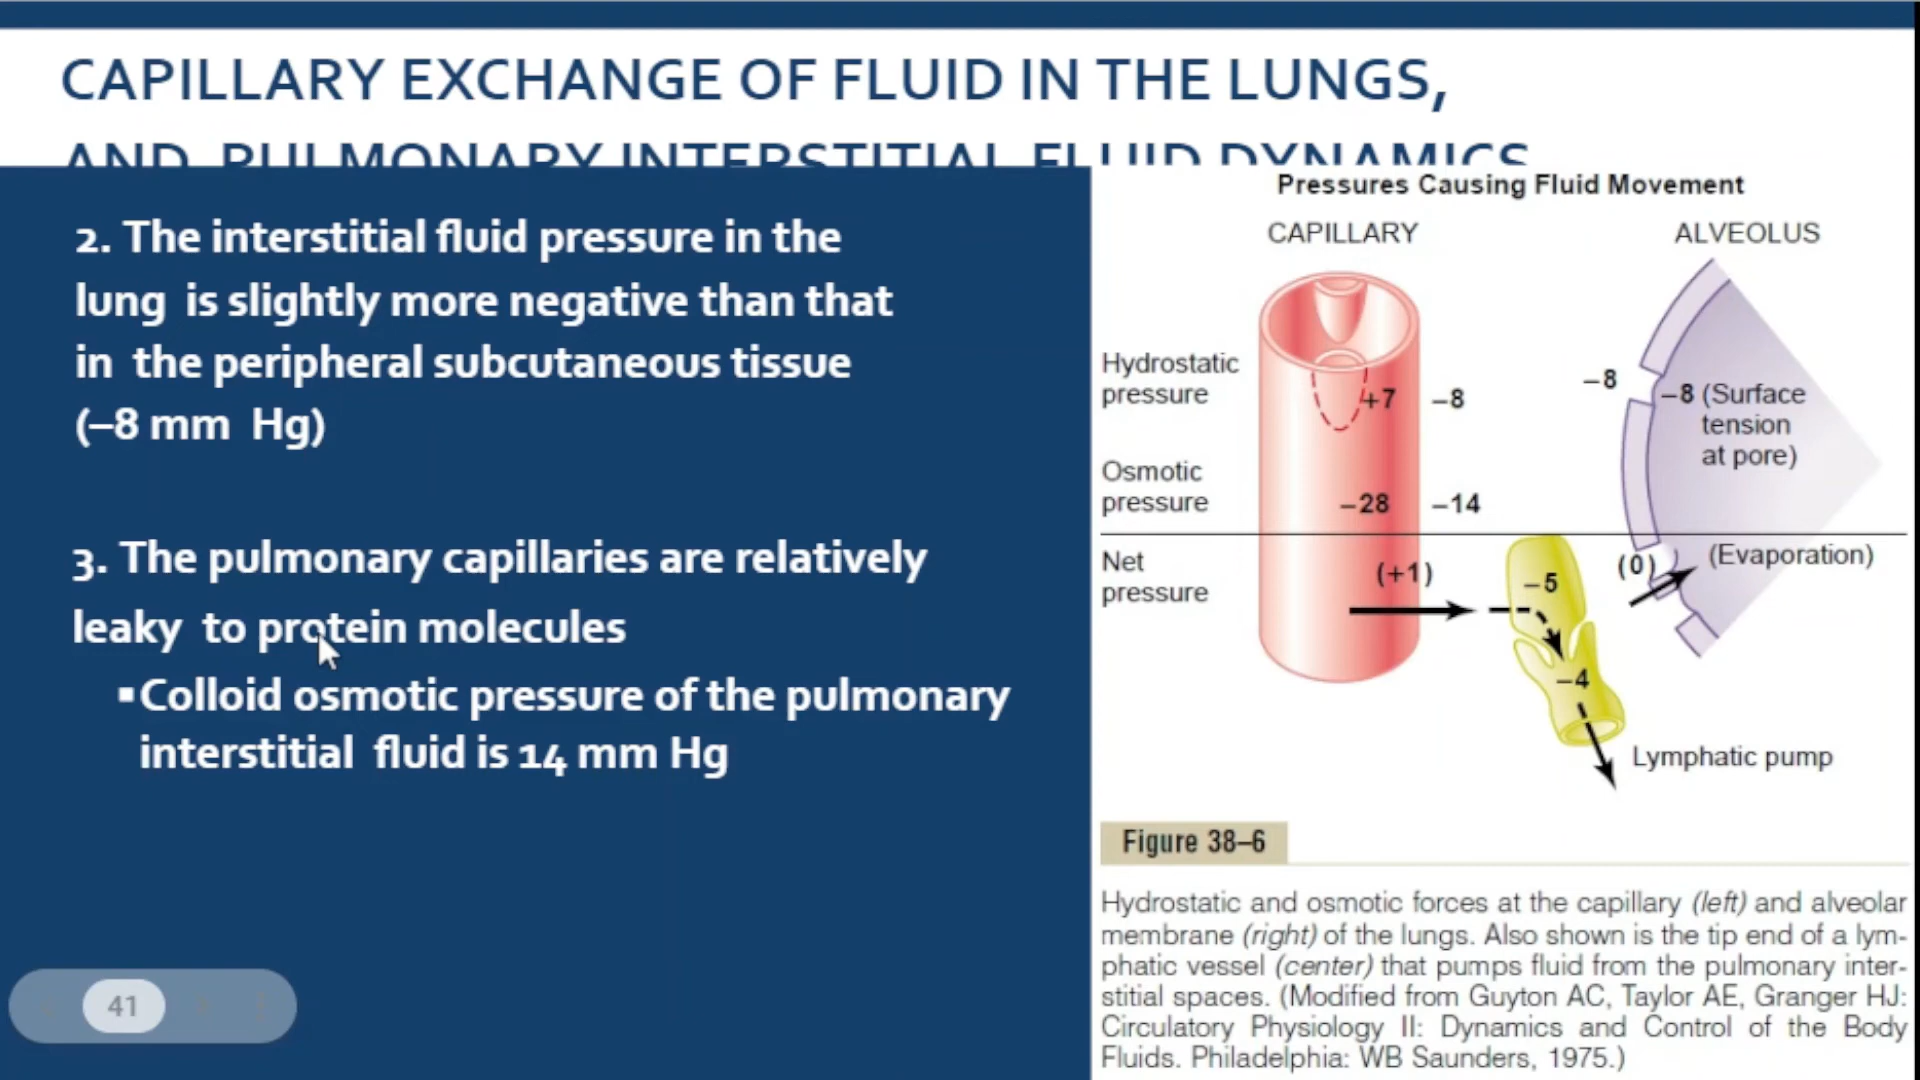 CAPILLARY EXCHANGE OF FLUID IN THE LUNGS,
AND PULMONARY INTERSTITIAL FLUID DYNAMICS
2. The interstitial fluid pressure in the
lung is slightly more negative than that
in the peripheral subcutaneous tissue
(–8 mm Hg)
3. The pulmonary capillaries are relatively
leaky to protein molecules
▪Colloid osmotic pressure of the pulmonary
interstitial fluid is 14 mm Hg
41
Pressures Causing Fluid Movement
CAPILLARY
ALVEOLUS
Hydrostatic
pressure
+7
–8
–8
–8 (Surface
tension
at pore)
Osmotic
pressure
–28
–14
Net
pressure
(+1)
–5
–4
(0)
(Evaporation)
Lymphatic pump
Figure 38–6
Hydrostatic and osmotic forces at the capillary (left) and alveolar
membrane (right) of the lungs. Also shown is the tip end of a lym-
phatic vessel (center) that pumps fluid from the pulmonary inter-
stitial spaces. (Modified from Guyton AC, Taylor AE, Granger HJ:
Circulatory Physiology II: Dynamics and Control of the Body
Fluids. Philadelphia: WB Saunders, 1975.)